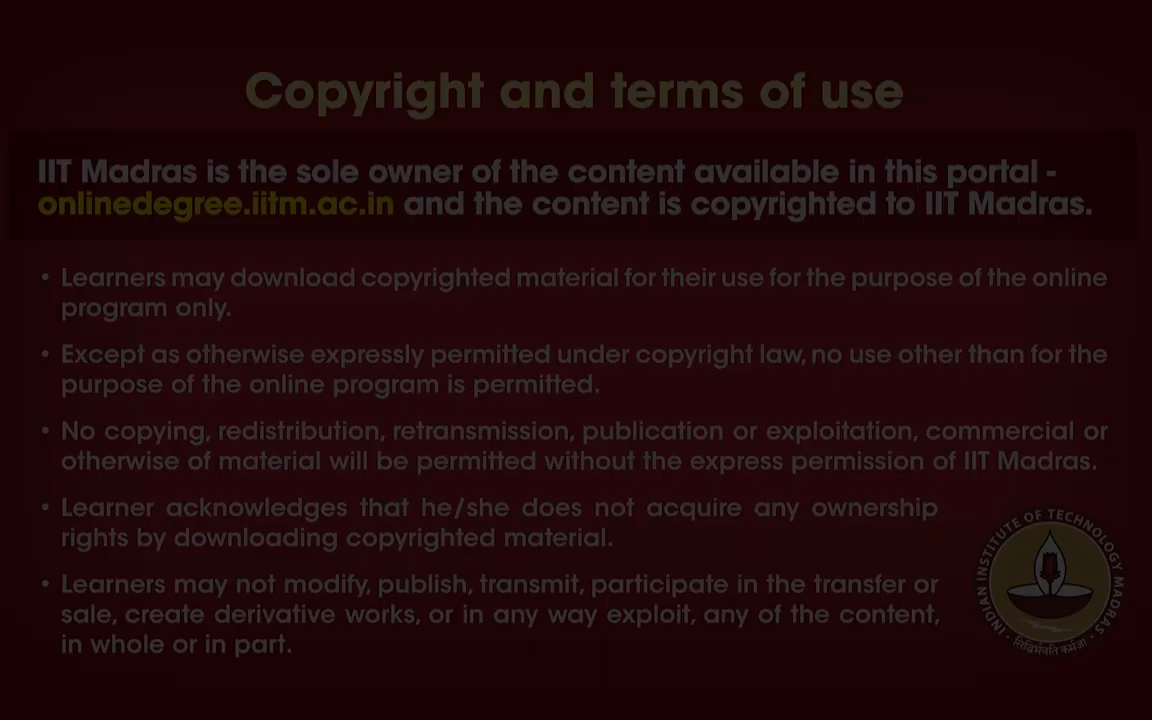 Copyright and terms of use
IIT Madras is the sole owner of the content available in this portal -
onlinedegree.iitm.ac.in and the content is copyrighted to IIT Madras.
• Learners may download copyrighted material for their use for the purpose of the online
program only.
• Except as otherwise expressly permitted under copyright law, no use other than for the
purpose of the online program is permitted.
• No copying, redistribution, retransmission, publication or exploitation, commercial or
otherwise of material will be permitted without the express permission of IIT Madras.
• Learner acknowledges that he/she does not acquire any ownership
rights by downloading copyrighted material.
• Learners may not modify, publish, transmit, participate in the transfer or
sale, create derivative works, or in any way exploit, any of the content,
in whole or in part.
INDIAN INSTITUTE OF TECHNOLOGY MADRAS
सिद्धिर्भवति कर्मजा